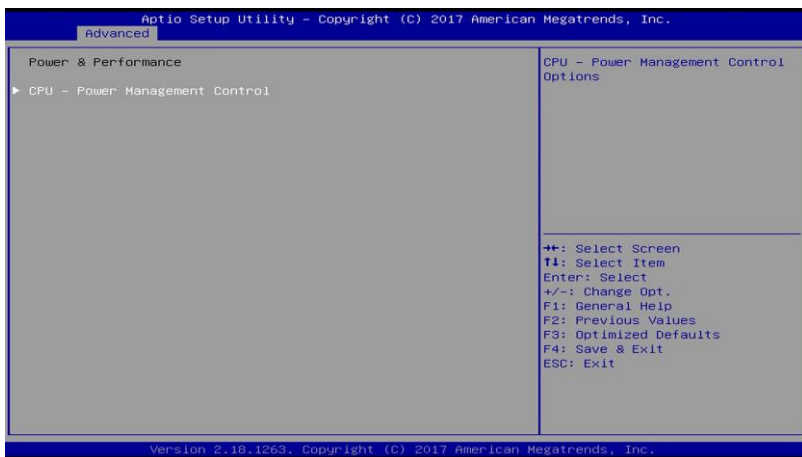 Aptio Setup Utility – Copyright (C) 2017 American Megatrends, Inc.
Advanced
Power & Performance
▶ CPU – Power Management Control
CPU – Power Management Control
Options
→←: Select Screen
↑↓: Select Item
Enter: Select
+/-: Change Opt.
F1: General Help
F2: Previous Values
F3: Optimized Defaults
F4: Save & Exit
ESC: Exit
Version 2.18.1263. Copyright (C) 2017 American Megatrends, Inc.